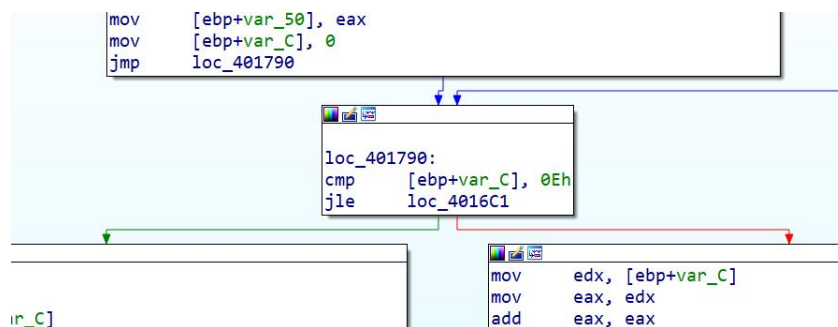 mov [ebp+var_50], eax
mov [ebp+var_C], 0
jmp loc_401790
loc_401790:
cmp [ebp+var_C], 0Eh
jle loc_4016C1
mov edx, [ebp+var_C]
mov eax, edx
add eax, eax
ar_C]